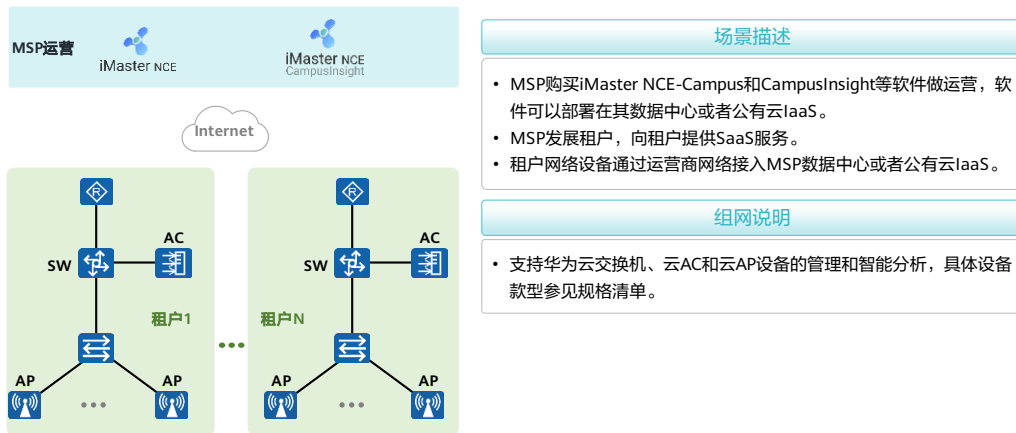 MSP运营
iMaster NCE
iMaster NCE
CampusInsight
Internet
R
AC
SW
租户1
AP
AP
...
...
R
AC
SW
租户N
AP
AP
...
场景描述
• MSP购买iMaster NCE-Campus和CampusInsight等软件做运营，软
件可以部署在其数据中心或者公有云IaaS。
• MSP发展租户，向租户提供SaaS服务。
• 租户网络设备通过运营商网络接入MSP数据中心或者公有云IaaS。
组网说明
• 支持华为云交换机、云AC和云AP设备的管理和智能分析，具体设备
款型参见规格清单。